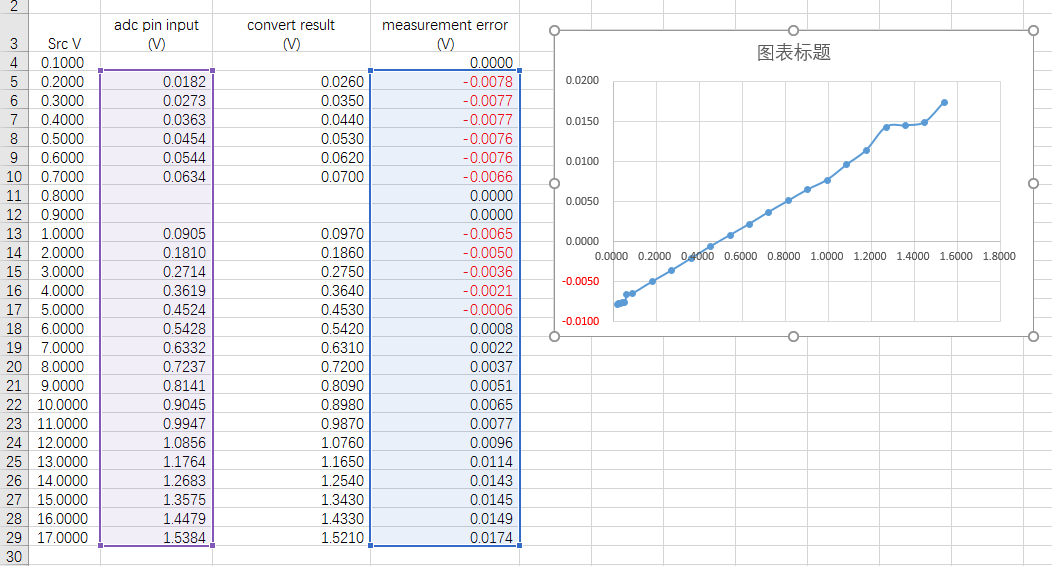 2
adc pin input convert result measurement error
3 Src V (V) (V) (V)
4 0.1000 0.0000
5 0.2000 0.0182 0.0260 -0.0078
6 0.3000 0.0273 0.0350 -0.0077
7 0.4000 0.0363 0.0440 -0.0077
8 0.5000 0.0454 0.0530 -0.0076
9 0.6000 0.0544 0.0620 -0.0076
10 0.7000 0.0634 0.0700 -0.0066
11 0.8000 0.0000
12 0.9000 0.0000
13 1.0000 0.0905 0.0970 -0.0065
14 2.0000 0.1810 0.1860 -0.0050
15 3.0000 0.2714 0.2750 -0.0036
16 4.0000 0.3619 0.3640 -0.0021
17 5.0000 0.4524 0.4530 -0.0006
18 6.0000 0.5428 0.5420 0.0008
19 7.0000 0.6332 0.6310 0.0022
20 8.0000 0.7237 0.7200 0.0037
21 9.0000 0.8141 0.8090 0.0051
22 10.0000 0.9045 0.8980 0.0065
23 11.0000 0.9947 0.9870 0.0077
24 12.0000 1.0856 1.0760 0.0096
25 13.0000 1.1764 1.1650 0.0114
26 14.0000 1.2683 1.2540 0.0143
27 15.0000 1.3575 1.3430 0.0145
28 16.0000 1.4479 1.4330 0.0149
29 17.0000 1.5384 1.5210 0.0174
30
图表标题
0.0200
0.0150
0.0100
0.0050
0.0000
0.0000 0.2000 0.4000 0.6000 0.8000 1.0000 1.2000 1.4000 1.6000 1.8000
-0.0050
-0.0100